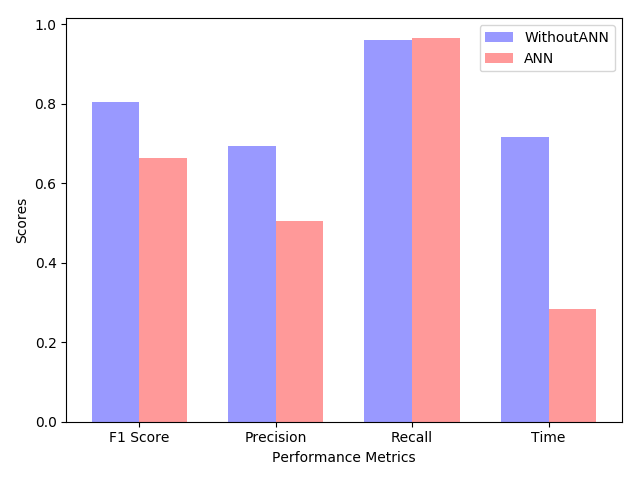 1.0
0.8
0.6
0.4
0.2
0.0
Scores
WithoutANN
ANN
F1 Score
Precision
Recall
Time
Performance Metrics